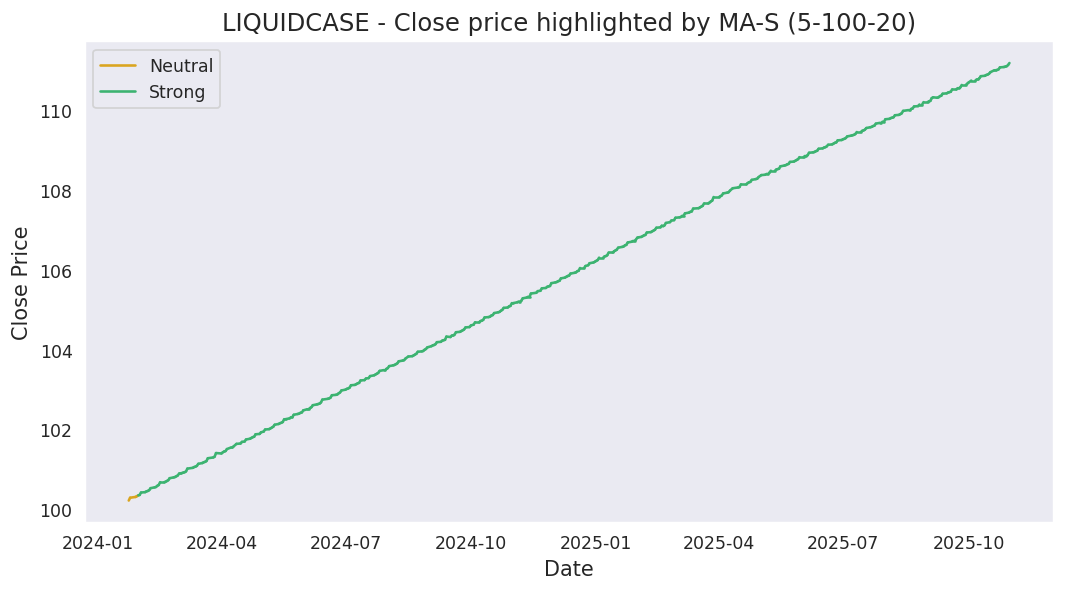 LIQUIDCASE - Close price highlighted by MA-S (5-100-20)
Neutral
Strong
Close Price
110
108
106
104
102
100
2024-01 2024-04 2024-07 2024-10 2025-01 2025-04 2025-07 2025-10
Date